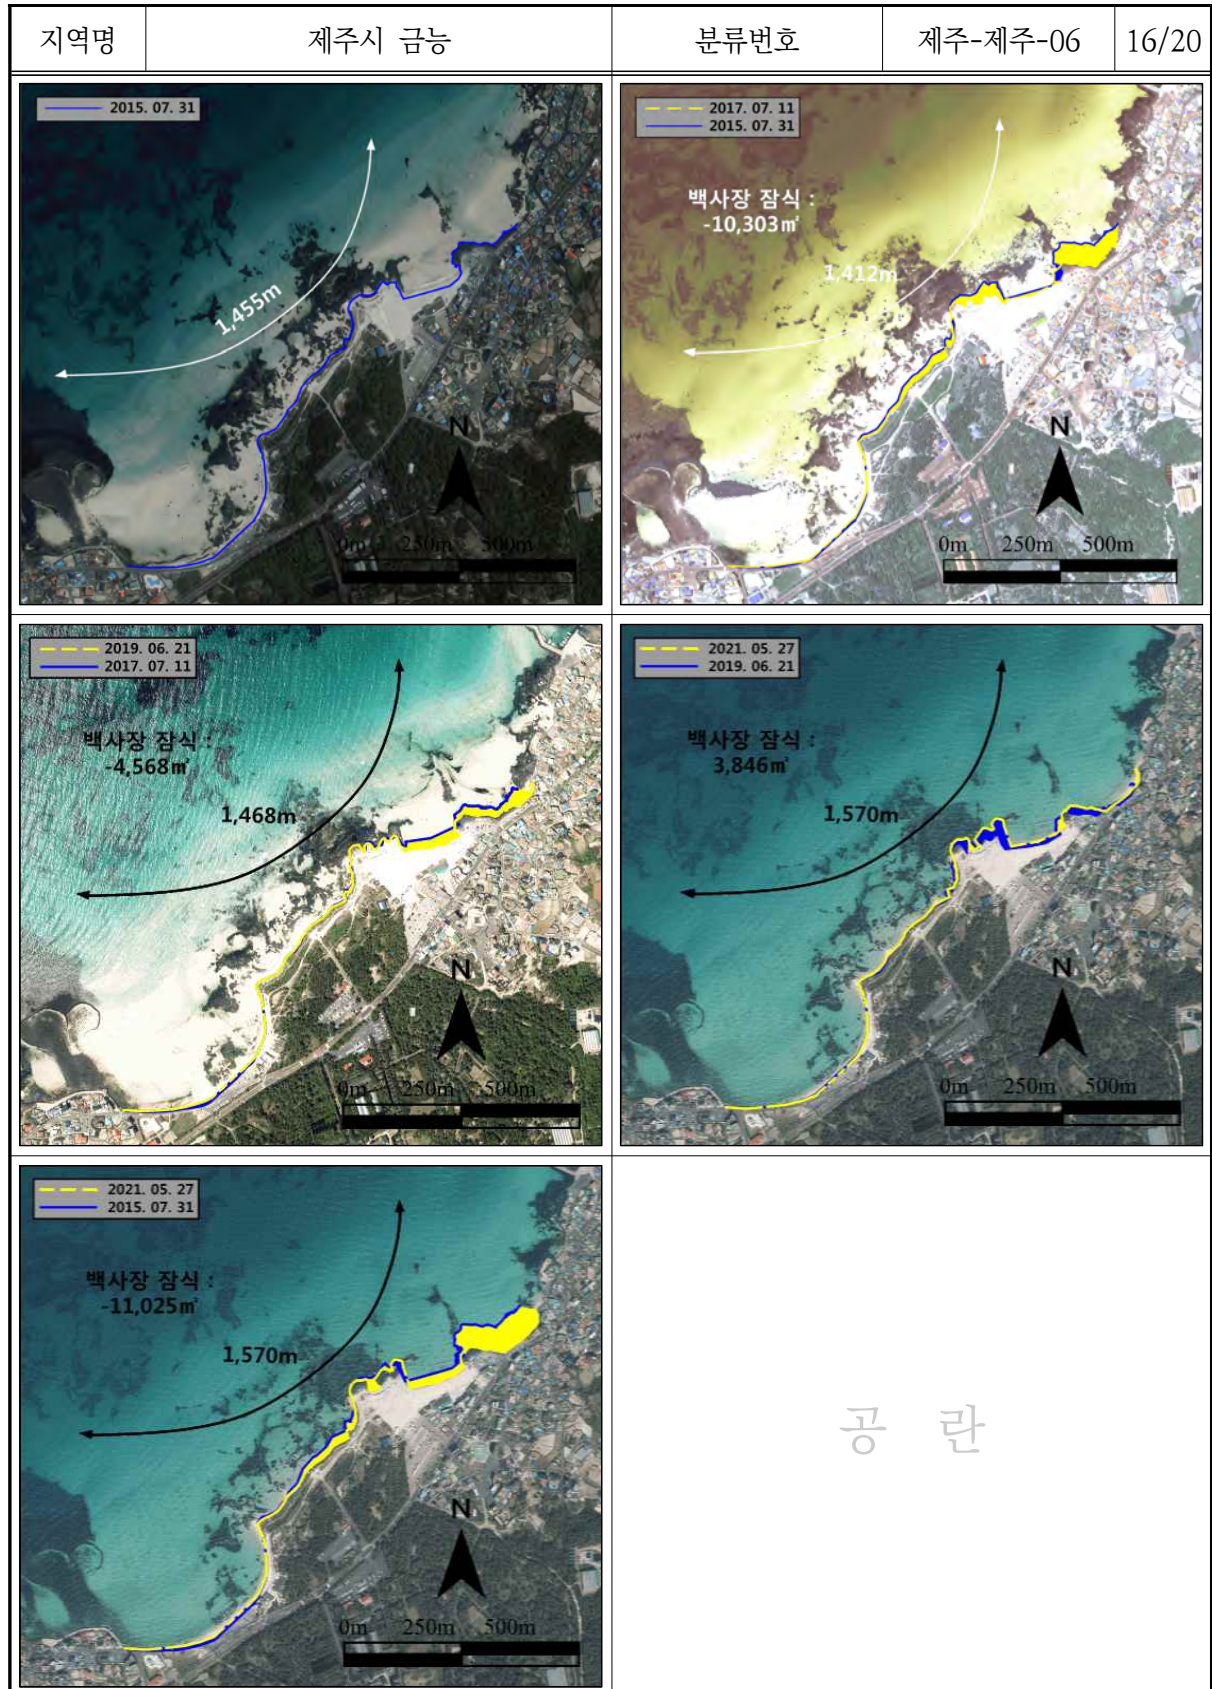 지역명 제주시 금능 분류번호 제주-제주-06 16/20
2015. 07. 31
1,455m
N
0m 250m 500m
2017. 07. 11
2015. 07. 31
백사장 잠식 :
-10,303㎡
1,412m
N
0m 250m 500m
2019. 06. 21
2017. 07. 11
백사장 잠식 :
-4,568㎡
1,468m
N
0m 250m 500m
2021. 05. 27
2019. 06. 21
백사장 잠식 :
3,846㎡
1,570m
N
0m 250m 500m
2021. 05. 27
2015. 07. 31
백사장 잠식 :
-11,025㎡
1,570m
N
0m 250m 500m
공 란